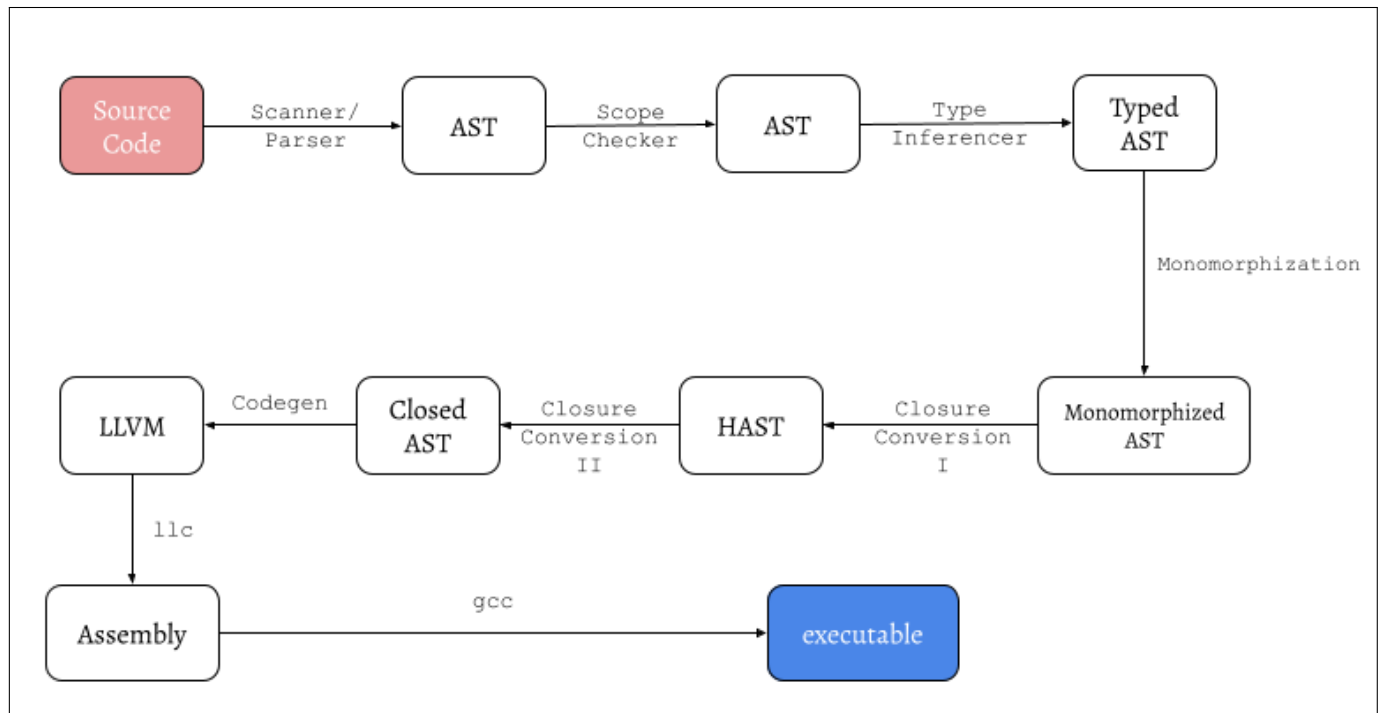 Source
Code
Scanner/
Parser
AST
Scope
Checker
AST
Type
Inferencer
Typed
AST
Monomorphization
Monomorphized
AST
Closure
Conversion
I
HAST
Closure
Conversion
II
Closed
AST
Codegen
LLVM
llc
Assembly
gcc
executable